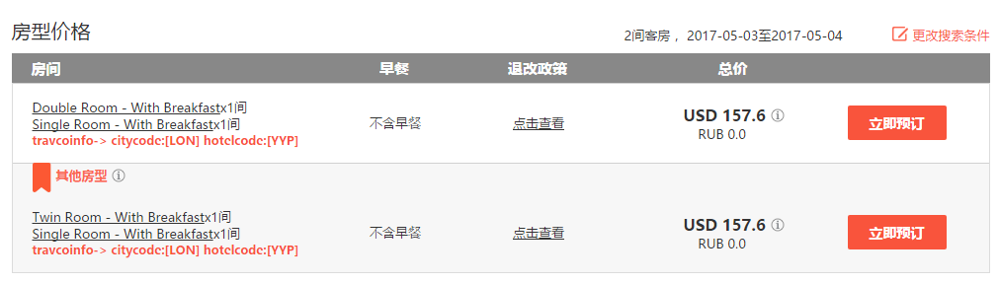 房型价格
2间客房， 2017-05-03至2017-05-04 更改搜索条件
房间 早餐 退改政策 总价
Double Room - With Breakfastx1间
Single Room - With Breakfastx1间
travcoinfo-> citycode:[LON] hotelcode:[YYP]
不含早餐 点击查看
USD 157.6
RUB 0.0
立即预订
其他房型
Twin Room - With Breakfastx1间
Single Room - With Breakfastx1间
travcoinfo-> citycode:[LON] hotelcode:[YYP]
不含早餐 点击查看
USD 157.6
RUB 0.0
立即预订